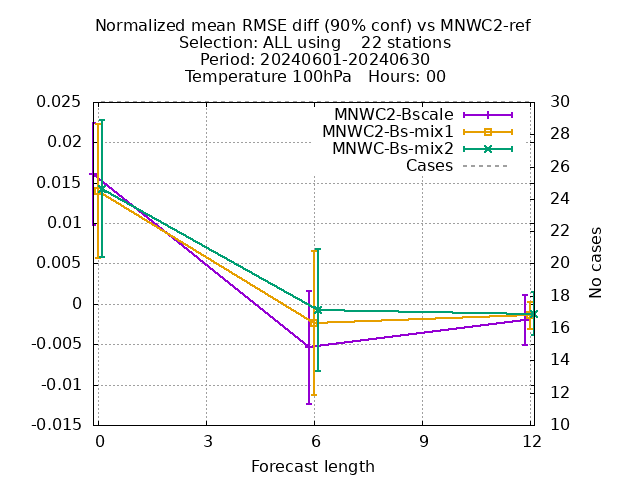 Normalized mean RMSE diff (90% conf) vs MNWC2-ref
Selection: ALL using    22 stations
Period: 20240601-20240630
Temperature 100hPa   Hours: 00
MNWC2-Bscale
MNWC2-Bs-mix1
MNWC-Bs-mix2
Cases
0.025
0.02
0.015
0.01
0.005
0
-0.005
-0.01
-0.015
30
28
26
24
22
20
18
16
14
12
10
No cases
0
3
6
9
12
Forecast length